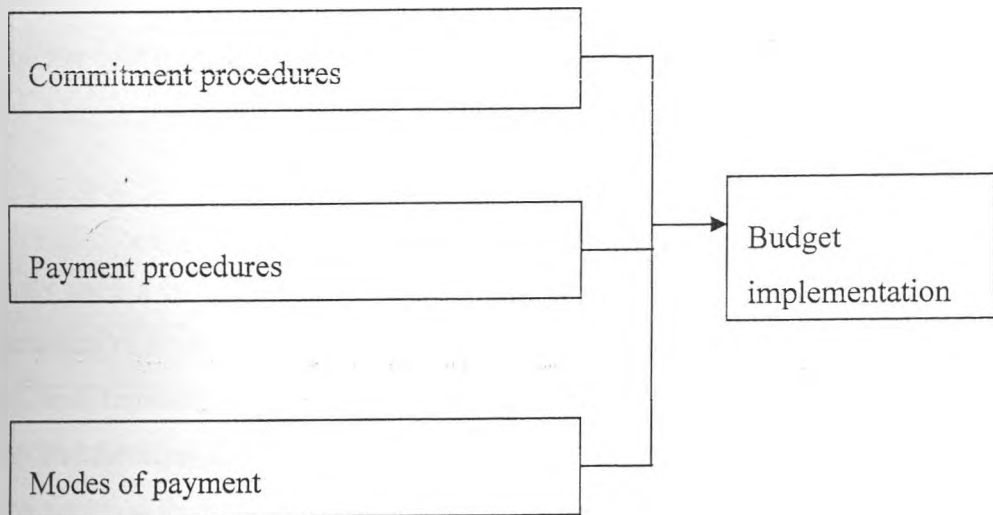 Commitment procedures
Payment procedures
Budget
implementation
Modes of payment